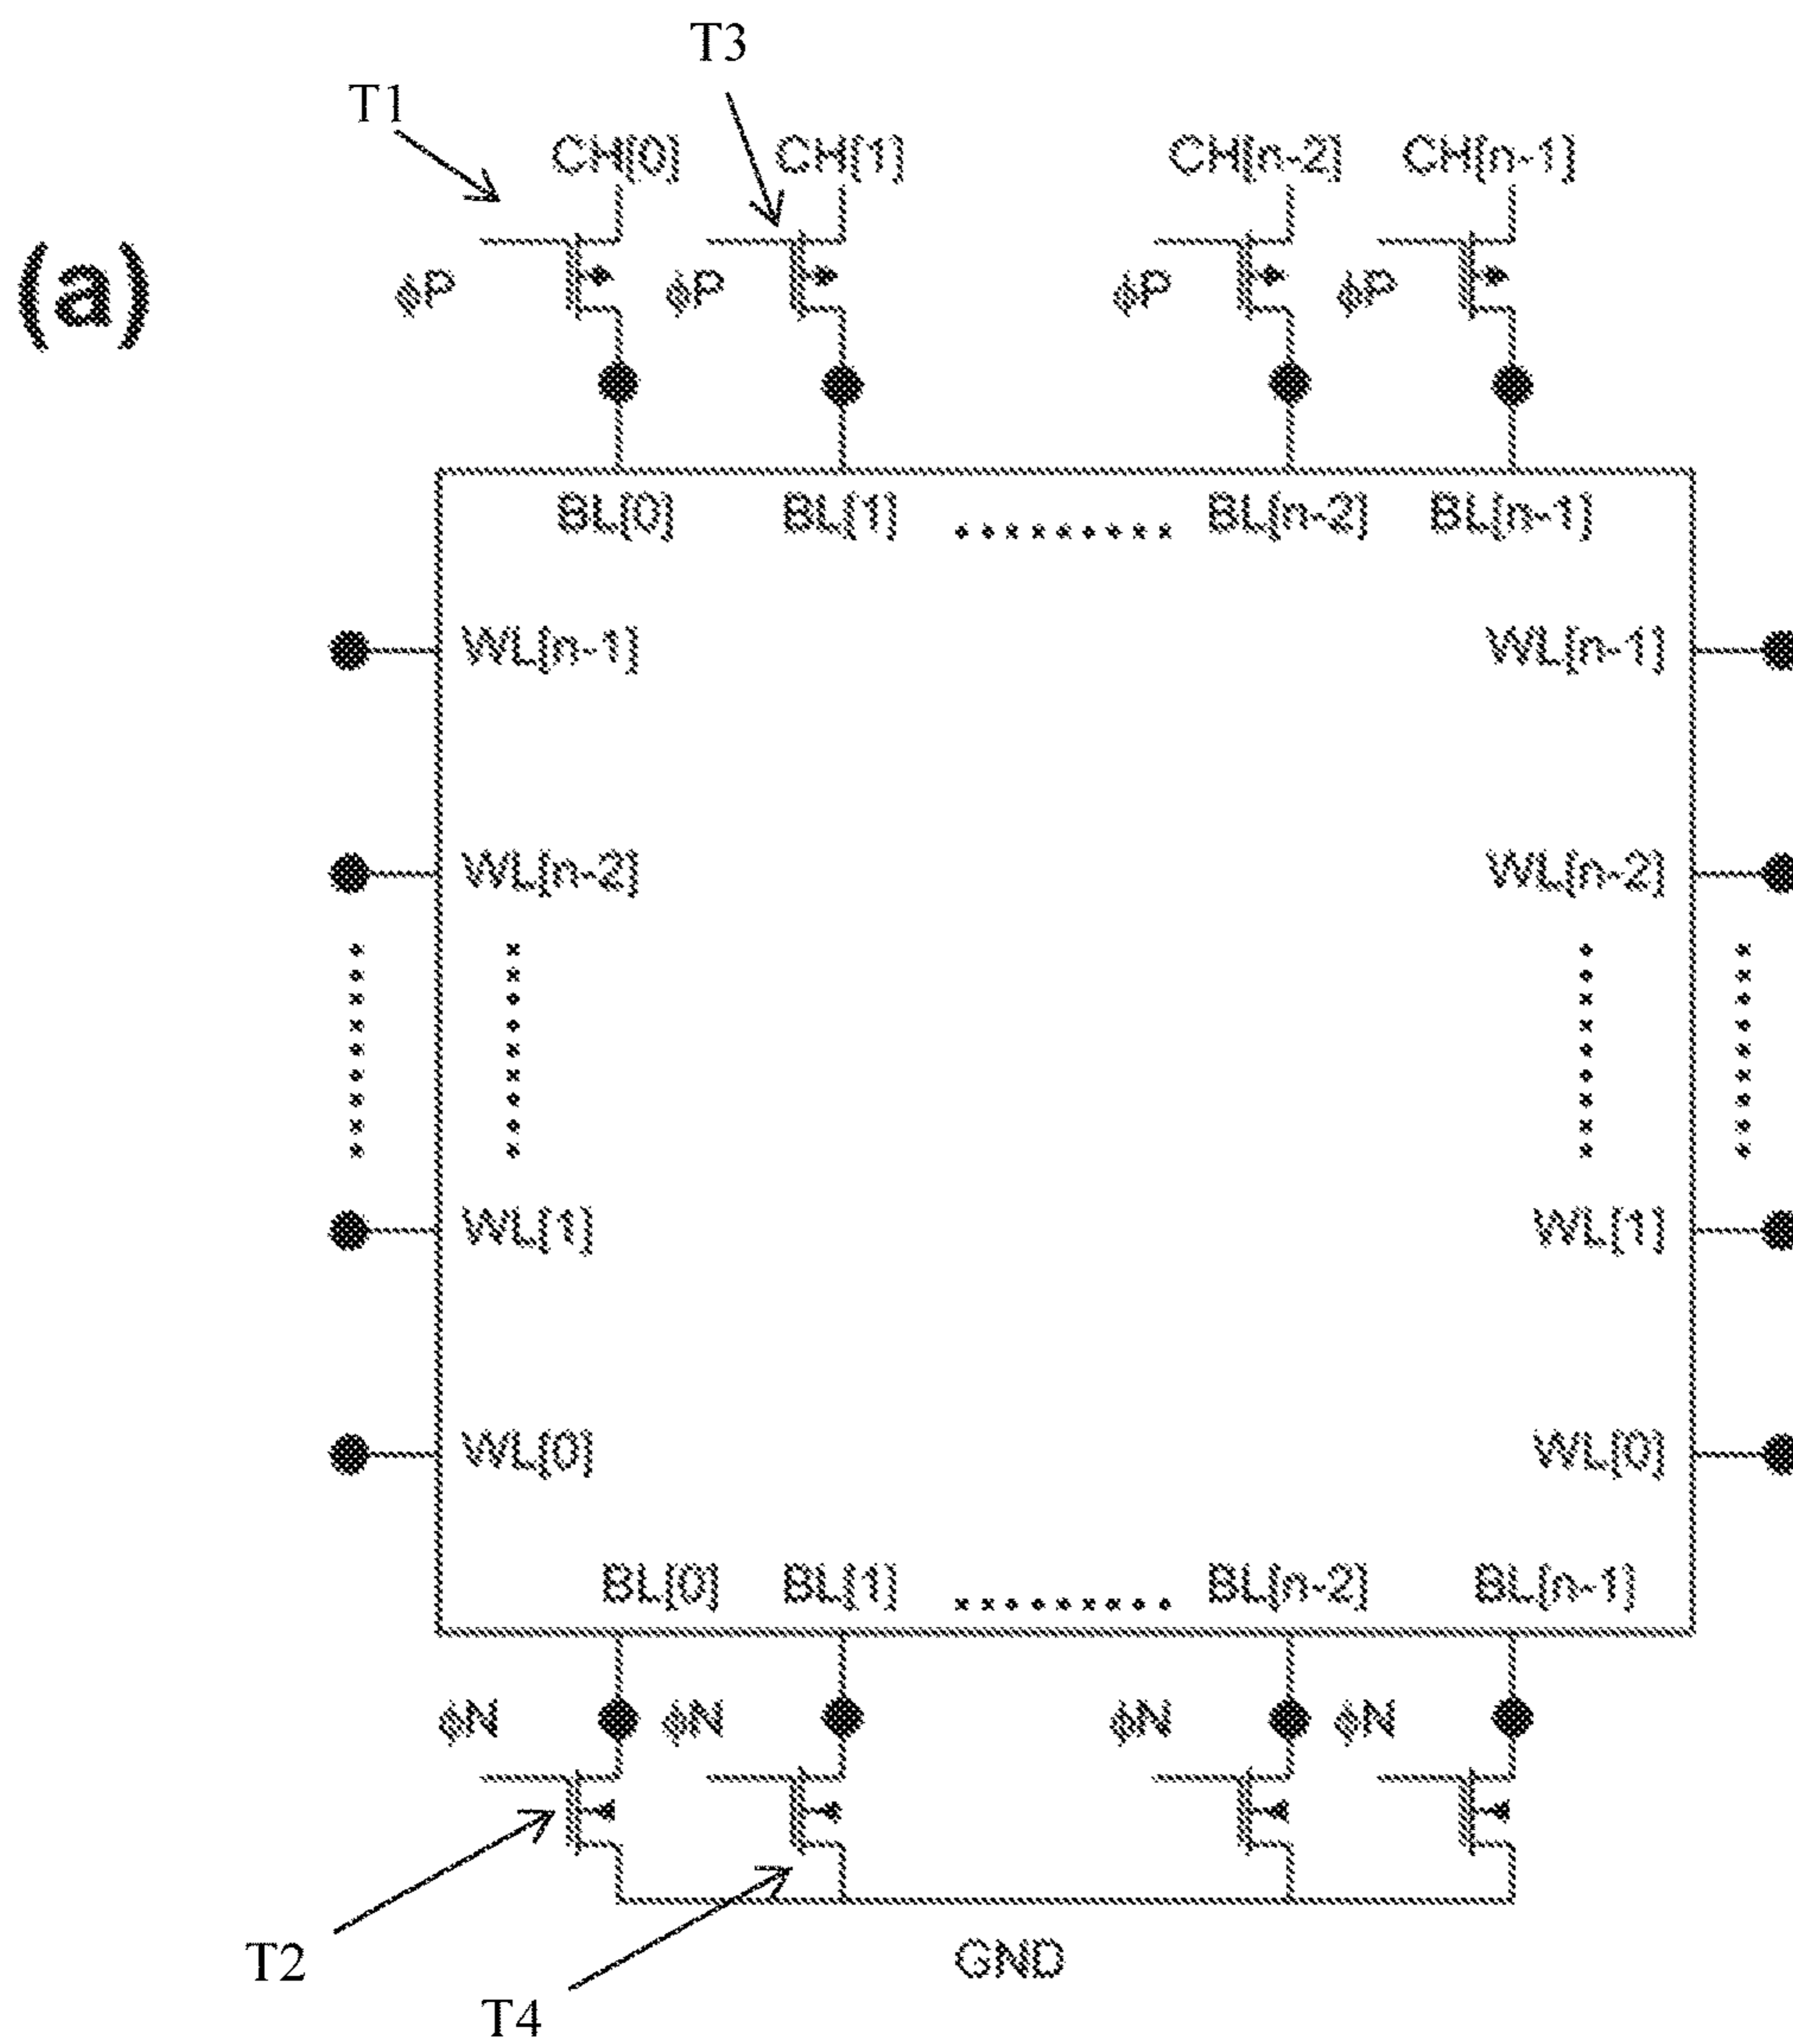 T3
T1
CH[0] CH[1] CH[n-2] CH[n-1]
(a)
ϕP ϕP ϕP ϕP
BL[0] BL[1] ......... BL[n-2] BL[n-1]
WL[n-1] WL[n-1]
WL[n-2] WL[n-2]
WL[1] WL[1]
WL[0] WL[0]
BL[0] BL[1] ......... BL[n-2] BL[n-1]
ϕN ϕN ϕN ϕN
T2
GND
T4